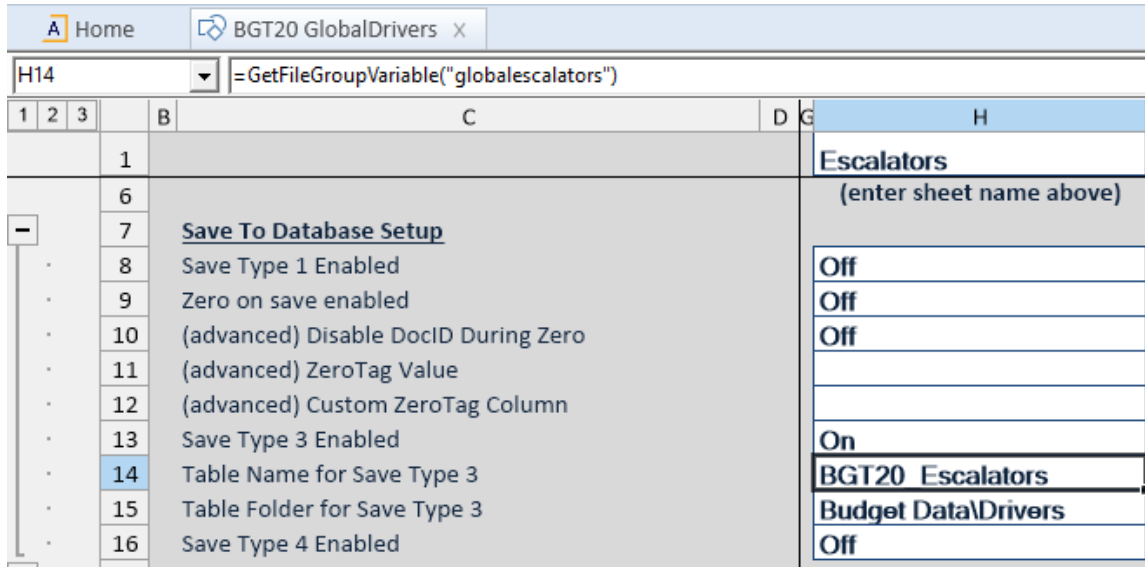 A Home BGT20 GlobalDrivers X
H14 =GetFileGroupVariable("globalescalators")
1 2 3 B C D G H
1 Escalators
6 (enter sheet name above)
7 Save To Database Setup
8 Save Type 1 Enabled Off
9 Zero on save enabled Off
10 (advanced) Disable DocID During Zero Off
11 (advanced) ZeroTag Value
12 (advanced) Custom ZeroTag Column
13 Save Type 3 Enabled On
14 Table Name for Save Type 3 BGT20_Escalators
15 Table Folder for Save Type 3 Budget Data\Drivers
16 Save Type 4 Enabled Off